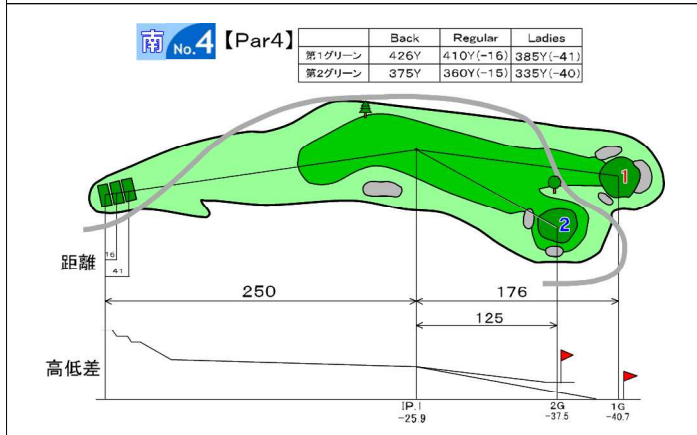 南 No.4 【Par4】
Back Regular Ladies
第1グリーン 426Y 410Y(-16) 385Y(-41)
第2グリーン 375Y 360Y(-15) 335Y(-40)
1
2
距離
16
41
250 176
125
高低差
IP.I 2G 1G
-25.9 -37.5 -40.7